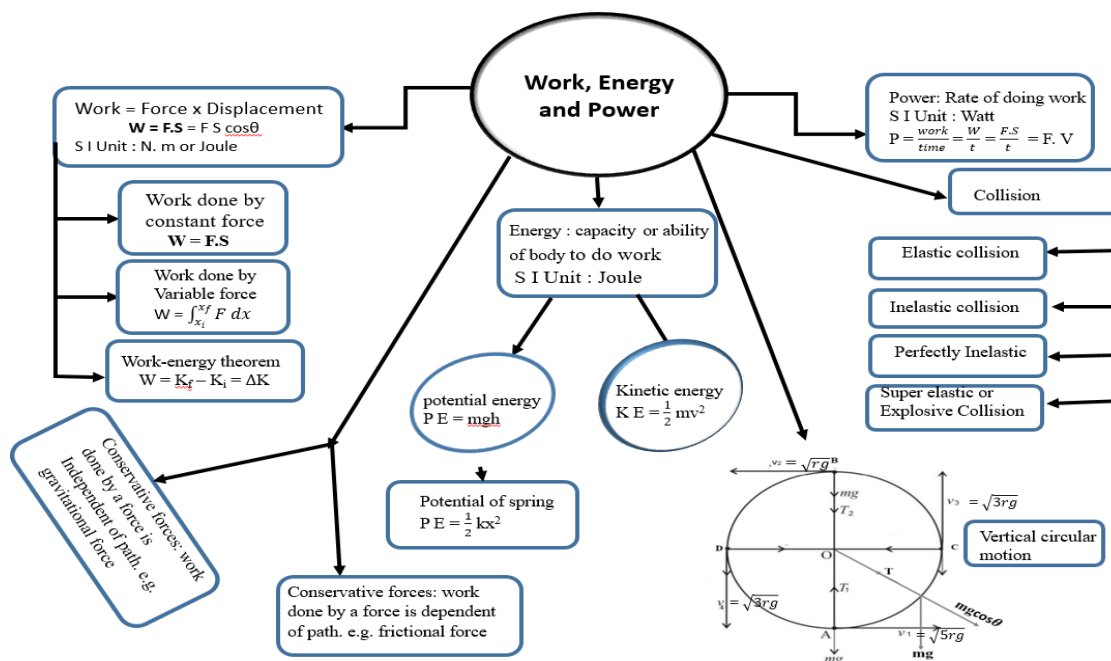 Work, Energy
and Power
Work = Force x Displacement
W = F.S = F S cosθ
S I Unit : N. m or Joule
Work done by
constant force
W = F.S
Work done by
Variable force
W = ∫_{x_i}^{x_f} F dx
Work-energy theorem
W = K_f – K_i = ΔK
Conservative forces: work
done by a force is
Independent of path. e.g.
gravitational force
Conservative forces: work
done by a force is dependent
of path. e.g. frictional force
Energy : capacity or ability
of body to do work
S I Unit : Joule
potential energy
P E = mgh
Kinetic energy
K E = ½ mv²
Potential of spring
P E = ½ kx²
Power: Rate of doing work
S I Unit : Watt
P = work/time = W/t = F.S/t = F. V
Collision
Elastic collision
Inelastic collision
Perfectly Inelastic
Super elastic or
Explosive Collision
v₂ = √rg
B
mg
T₂
v₃ = √3rg
D
O
C
T
Vertical circular
motion
v₄ = √3rg
T₁
mgcosθ
A
v₁ = √5rg
mg
mg